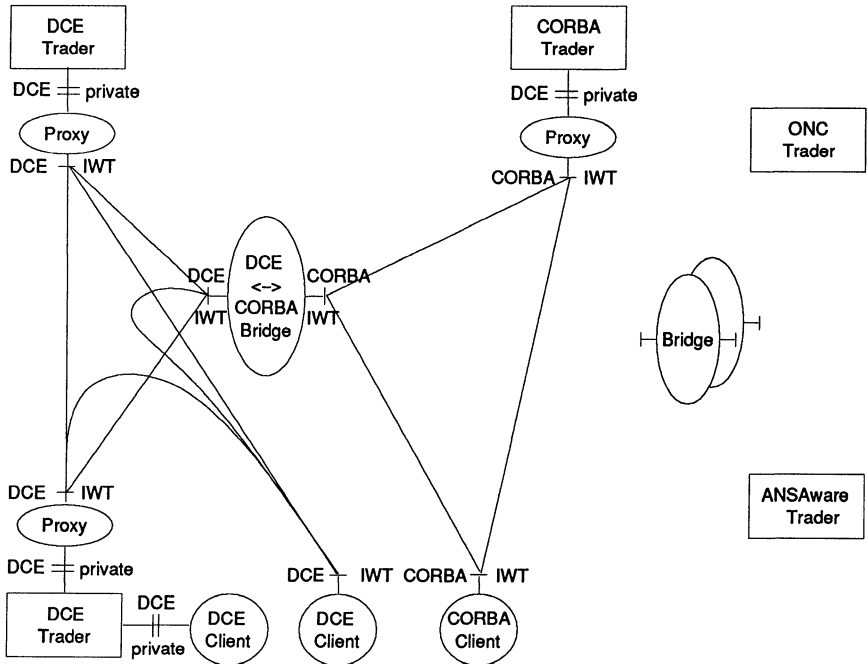 DCE
Trader
DCE
private
Proxy
DCE
IWT
CORBA
Trader
DCE
private
Proxy
CORBA
IWT
ONC
Trader
DCE
IWT
DCE
<->
CORBA
Bridge
CORBA
IWT
Bridge
DCE
IWT
Proxy
DCE
private
DCE
Trader
DCE
private
DCE
Client
DCE
IWT
DCE
Client
CORBA
IWT
CORBA
Client
ANSAware
Trader